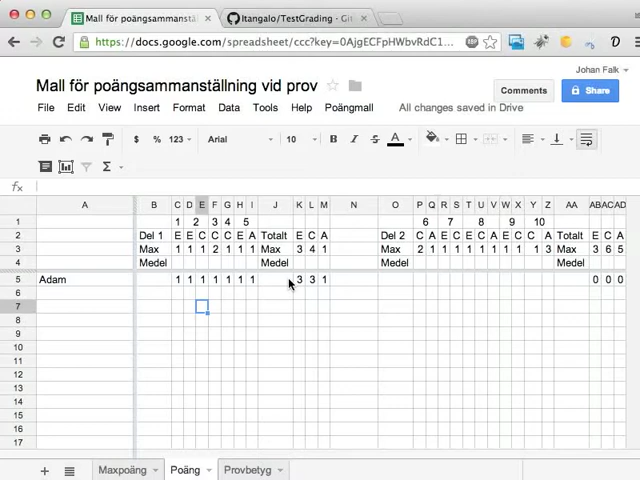 Mall för poängsammanställ
Itangalo/TestGrading · Git
https://docs.google.com/spreadsheet/ccc?key=0AjgECFpHWbvRdC1...
Johan Falk
Mall för poängsammanställning vid prov
Comments
Share
File Edit View Insert Format Data Tools Help Poängmall All changes saved in Drive
$ % 123 Arial 10 B I S A
Σ
fx
A B C D E F G H I J K L M N O P Q R S T U V W X Y Z AA AB AC AD
1 1 2 3 4 5 6 7 8 9 10
2 Del 1 E E C C C E A Totalt E C A Del 2 C A E C C A E C C A Totalt E C A
3 Max 1 1 1 2 1 1 1 Max 3 4 1 Max 2 1 1 1 1 1 1 1 1 3 Max 3 6 5
4 Medel Medel Medel Medel
5 Adam 1 1 1 1 1 1 1 3 3 1 0 0 0
6
7
8
9
10
11
12
13
14
15
16
17
Maxpoäng Poäng Provbetyg